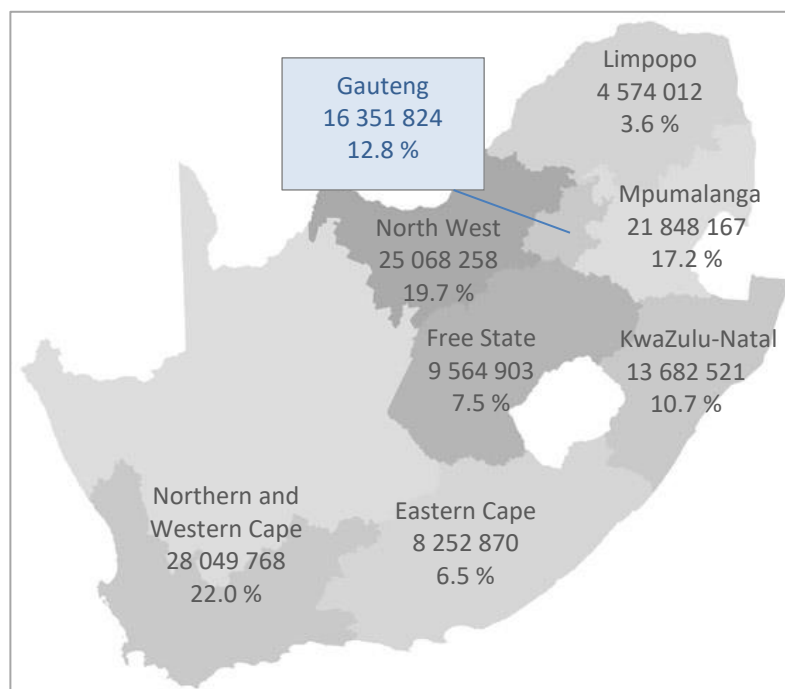 Limpopo
4 574 012
3.6 %
Gauteng
16 351 824
12.8 %
Mpumalanga
21 848 167
17.2 %
North West
25 068 258
19.7 %
Free State
9 564 903
7.5 %
KwaZulu-Natal
13 682 521
10.7 %
Northern and
Western Cape
28 049 768
22.0 %
Eastern Cape
8 252 870
6.5 %